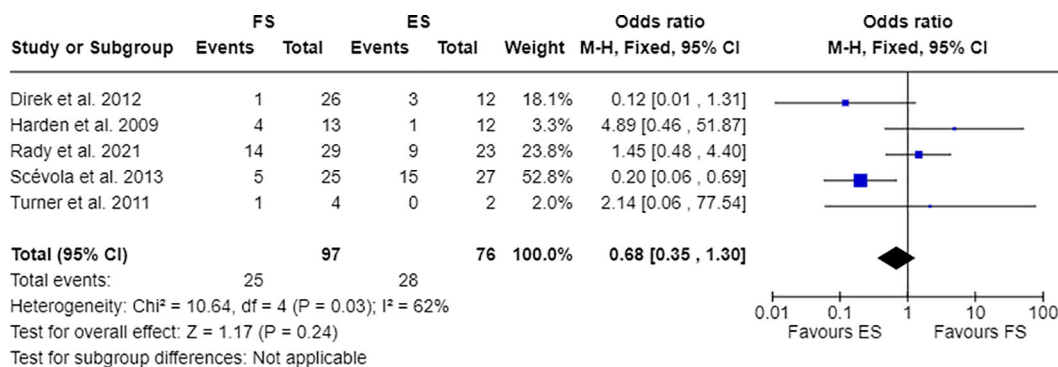 FS ES Odds ratio Odds ratio
Study or Subgroup Events Total Events Total Weight M-H, Fixed, 95% CI M-H, Fixed, 95% CI
Direk et al. 2012 1 26 3 12 18.1% 0.12 [0.01 , 1.31]
Harden et al. 2009 4 13 1 12 3.3% 4.89 [0.46 , 51.87]
Rady et al. 2021 14 29 9 23 23.8% 1.45 [0.48 , 4.40]
Scévola et al. 2013 5 25 15 27 52.8% 0.20 [0.06 , 0.69]
Turner et al. 2011 1 4 0 2 2.0% 2.14 [0.06 , 77.54]
Total (95% CI) 97 76 100.0% 0.68 [0.35 , 1.30]
Total events: 25 28
Heterogeneity: Chi² = 10.64, df = 4 (P = 0.03); I² = 62%
0.01 0.1 1 10 100
Test for overall effect: Z = 1.17 (P = 0.24)
Favours ES Favours FS
Test for subgroup differences: Not applicable